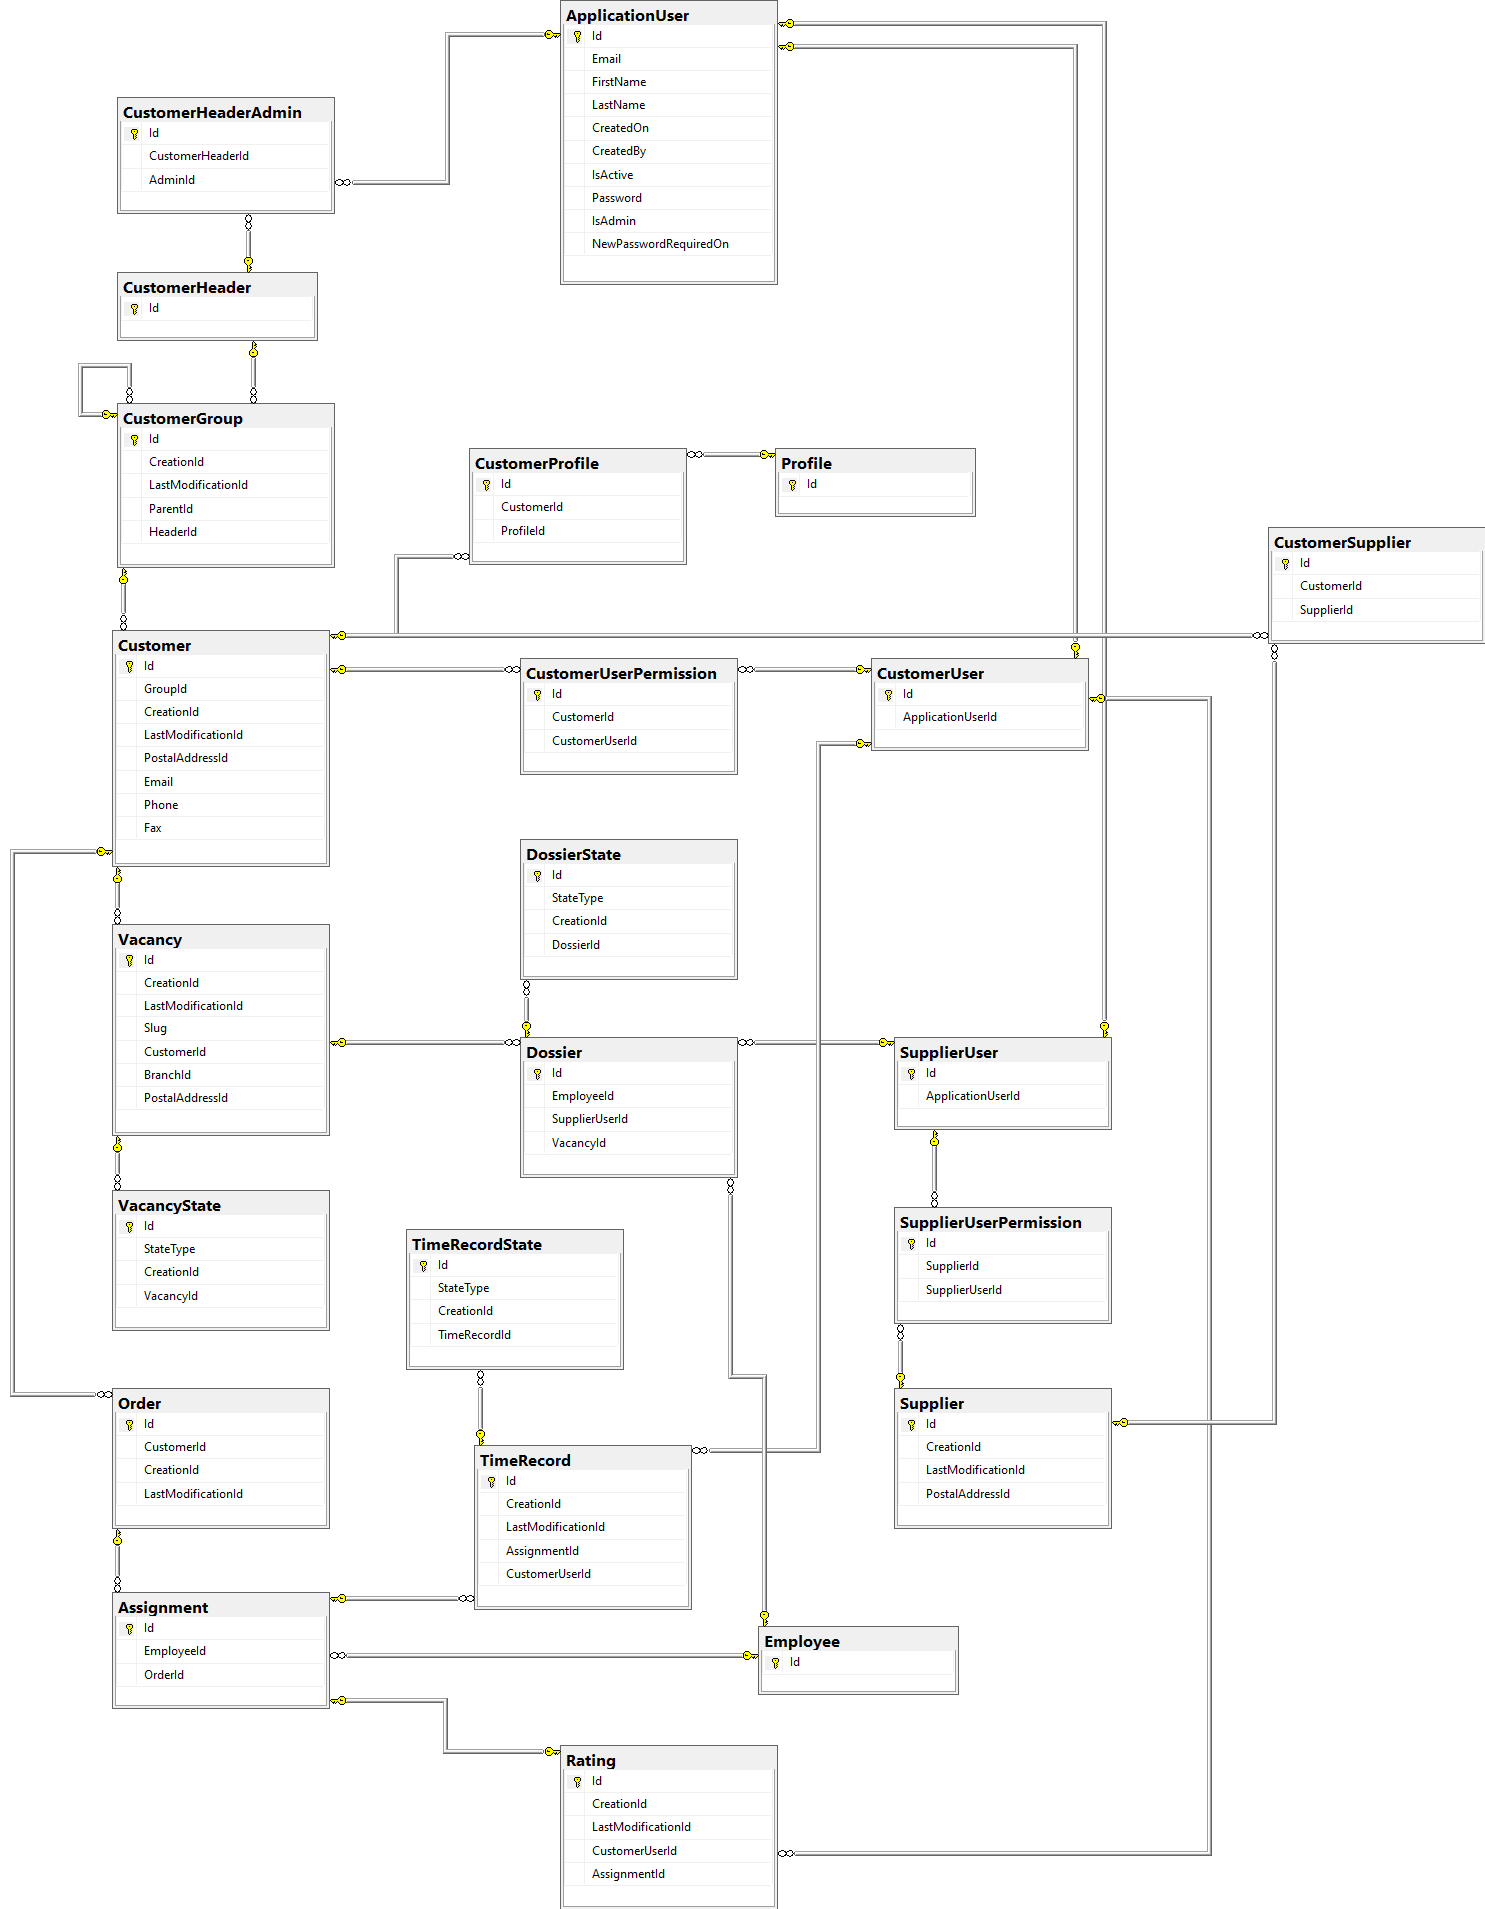 ApplicationUser
Id
Email
FirstName
LastName
CreatedOn
CreatedBy
IsActive
Password
IsAdmin
NewPasswordRequiredOn
CustomerHeaderAdmin
Id
CustomerHeaderId
AdminId
CustomerHeader
Id
CustomerGroup
Id
CreationId
LastModificationId
ParentId
HeaderId
CustomerProfile
Id
CustomerId
ProfileId
Profile
Id
CustomerSupplier
Id
CustomerId
SupplierId
Customer
Id
GroupId
CreationId
LastModificationId
PostalAddressId
Email
Phone
Fax
CustomerUserPermission
Id
CustomerId
CustomerUserId
CustomerUser
Id
ApplicationUserId
DossierState
Id
StateType
CreationId
DossierId
Vacancy
Id
CreationId
LastModificationId
Slug
CustomerId
BranchId
PostalAddressId
Dossier
Id
EmployeeId
SupplierUserId
VacancyId
SupplierUser
Id
ApplicationUserId
VacancyState
Id
StateType
CreationId
VacancyId
TimeRecordState
Id
StateType
CreationId
TimeRecordId
SupplierUserPermission
Id
SupplierId
SupplierUserId
Order
Id
CustomerId
CreationId
LastModificationId
Supplier
Id
CreationId
LastModificationId
PostalAddressId
TimeRecord
Id
CreationId
LastModificationId
AssignmentId
CustomerUserId
Assignment
Id
EmployeeId
OrderId
Employee
Id
Rating
Id
CreationId
LastModificationId
CustomerUserId
AssignmentId